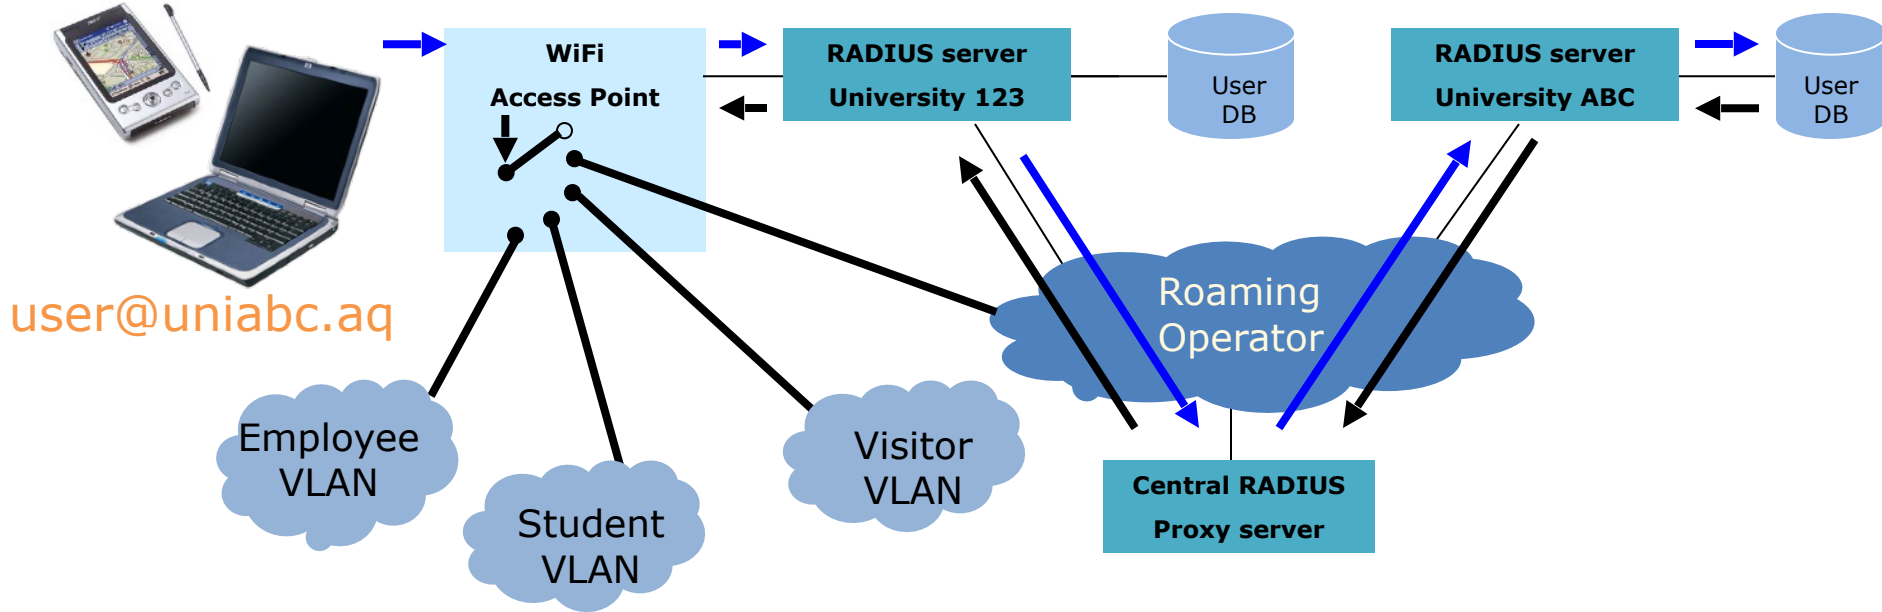 WiFi
Access Point
RADIUS server
University 123
User
DB
RADIUS server
University ABC
User
DB
user@uniabc.aq
Roaming
Operator
Employee
VLAN
Student
VLAN
Visitor
VLAN
Central RADIUS
Proxy server